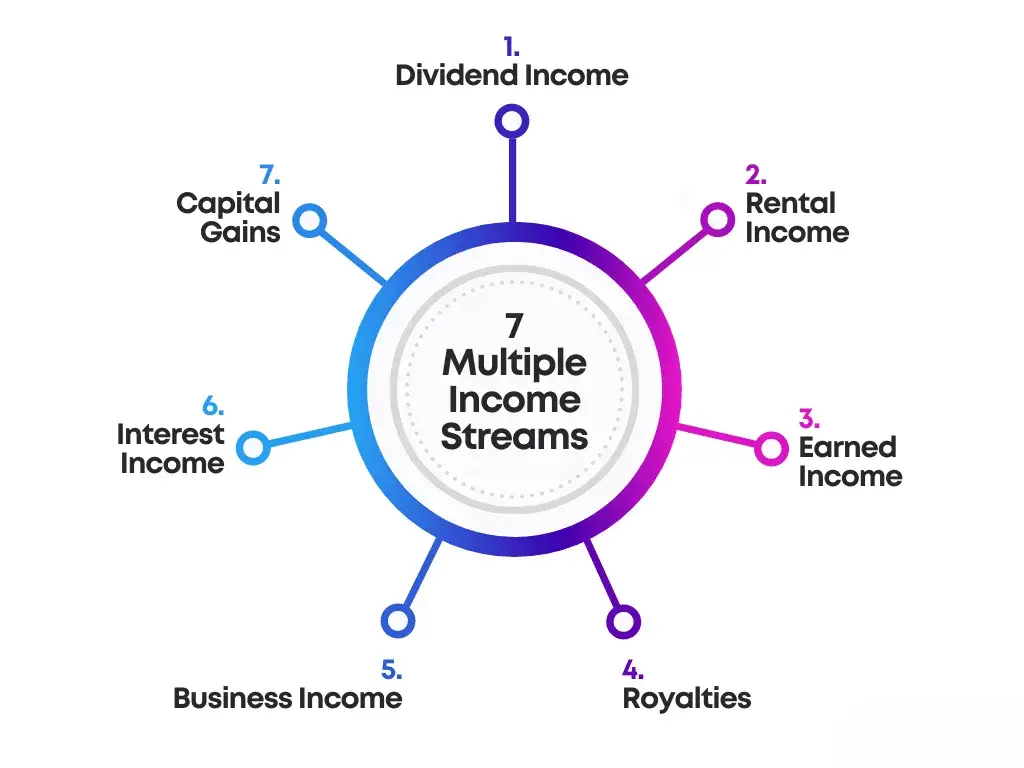 7
Multiple
Income
Streams
1.
Dividend Income
2.
Rental
Income
3.
Earned
Income
4.
Royalties
5.
Business Income
6.
Interest
Income
7.
Capital
Gains